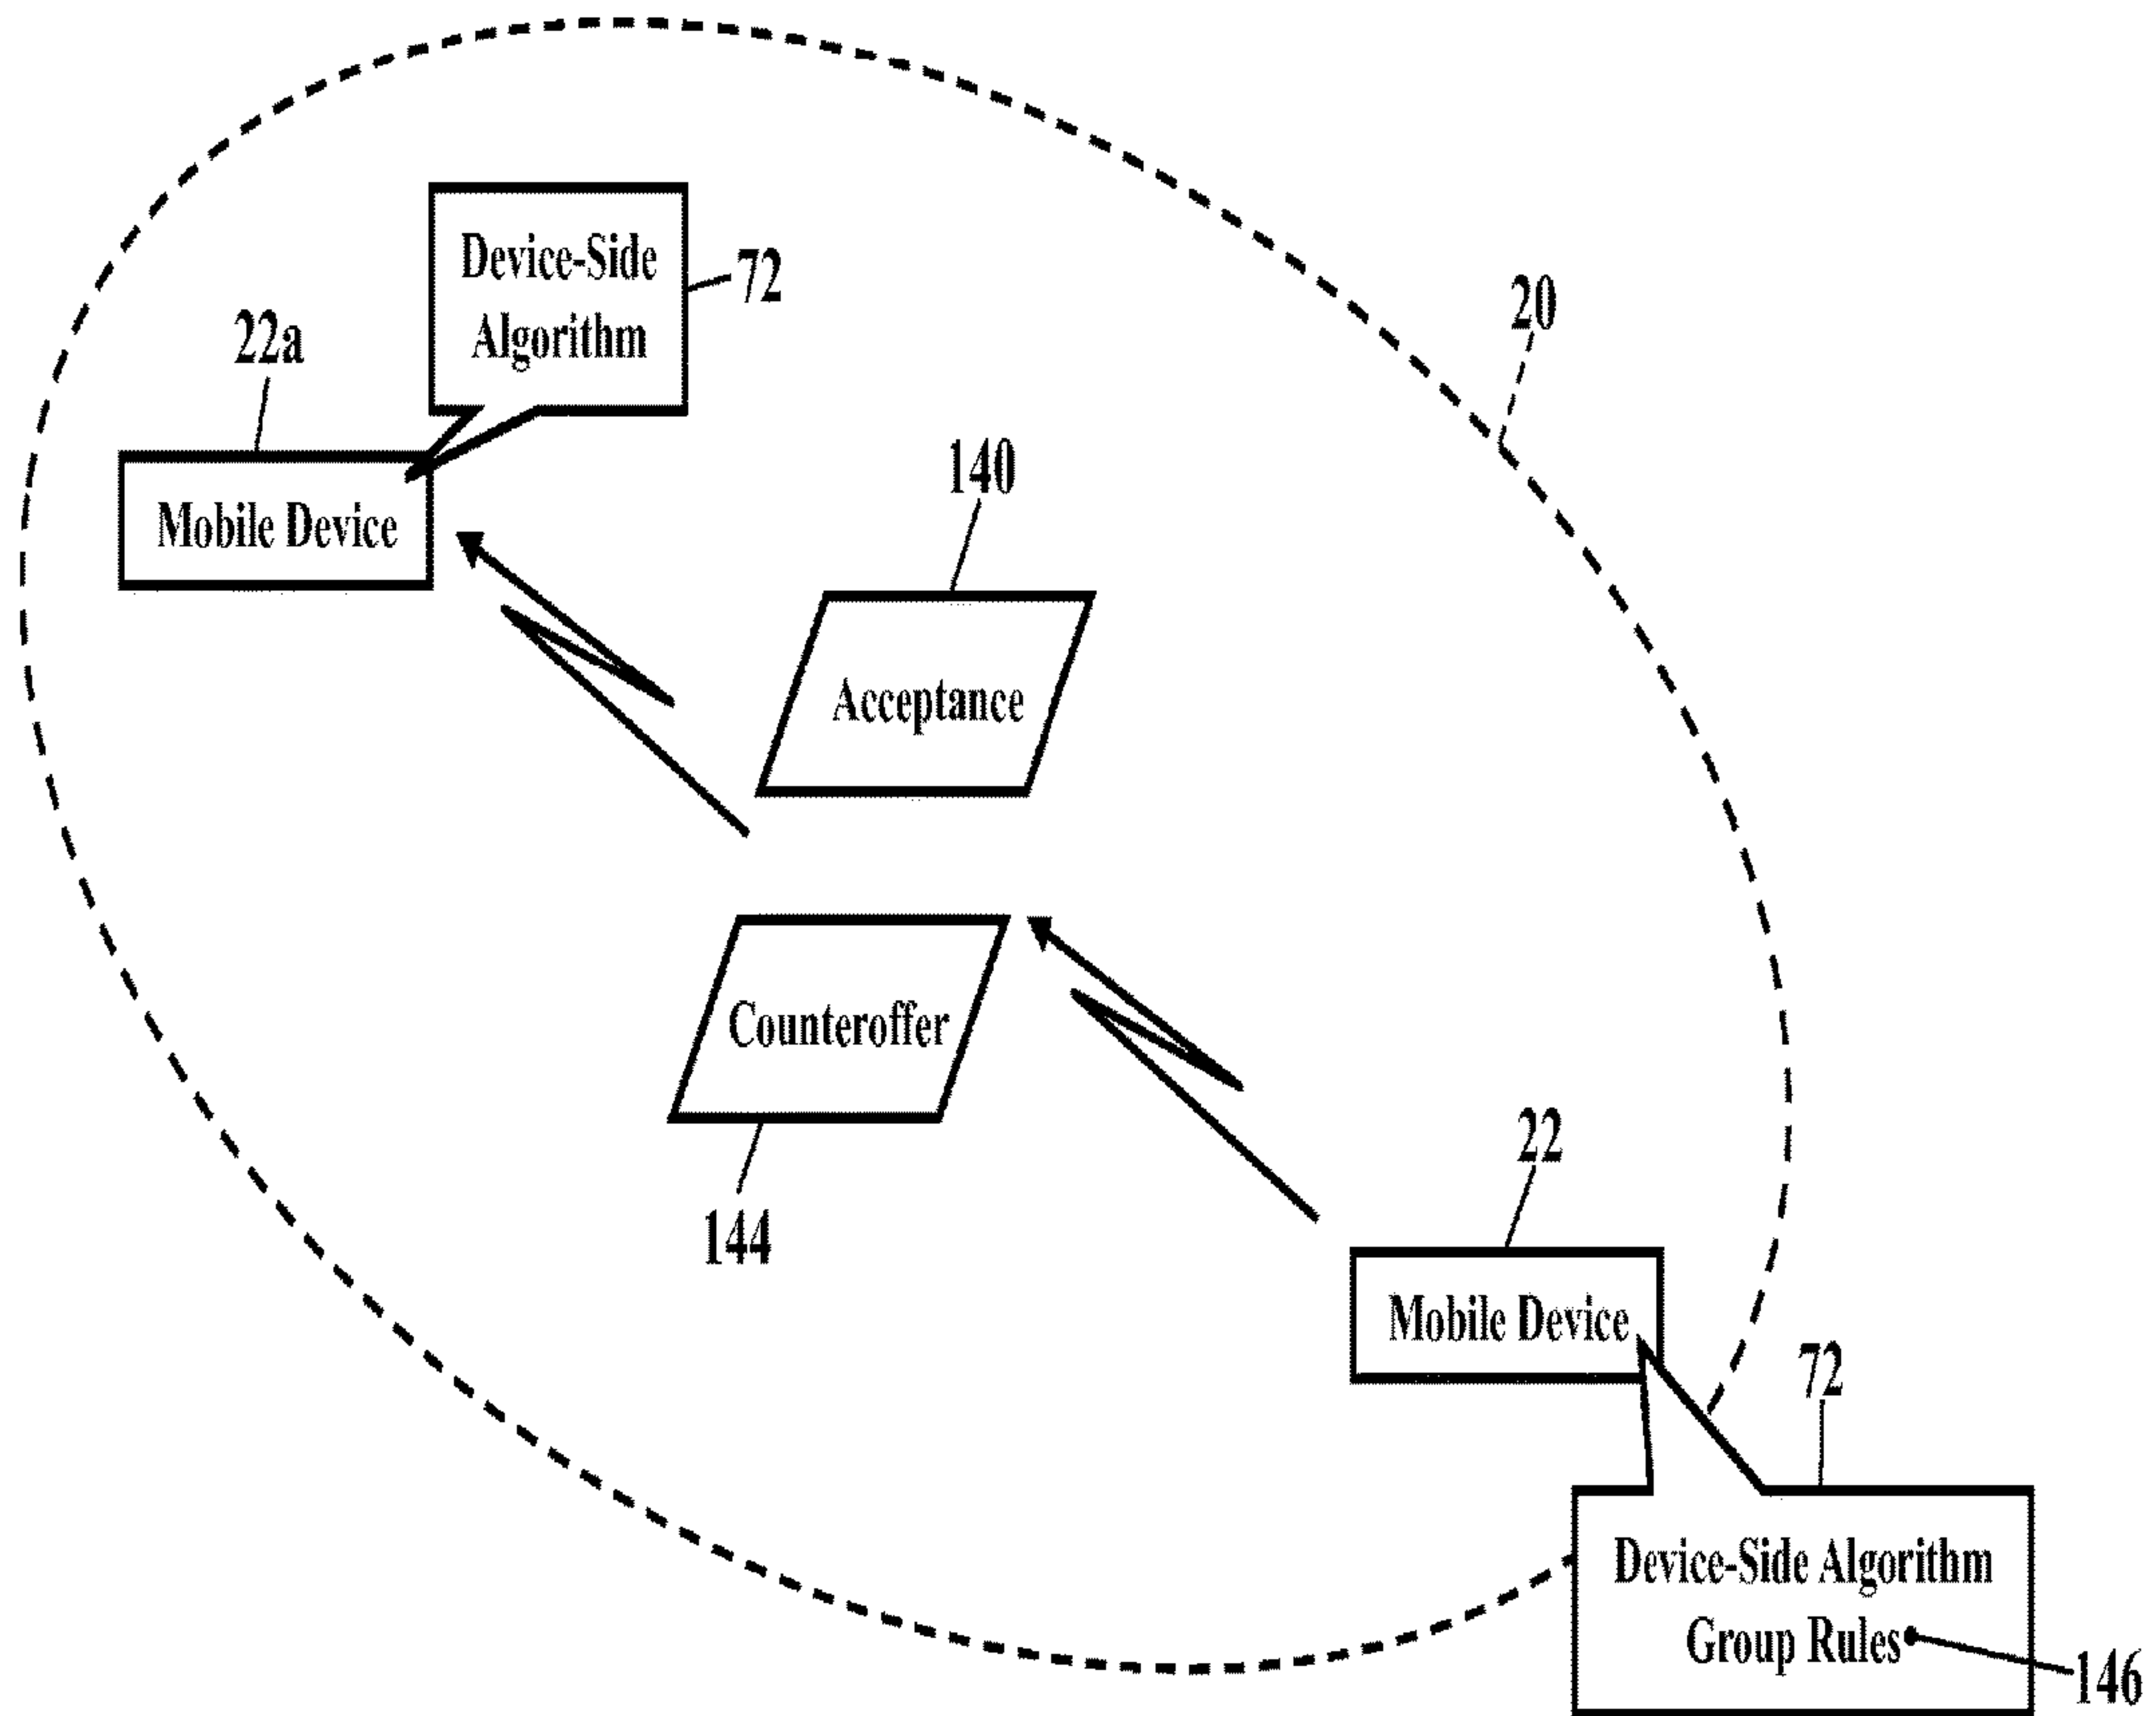 Device-Side
Algorithm
72
20
22a
Mobile Device
140
Acceptance
Counteroffer
144
22
Mobile Device
72
Device-Side Algorithm
Group Rules
146